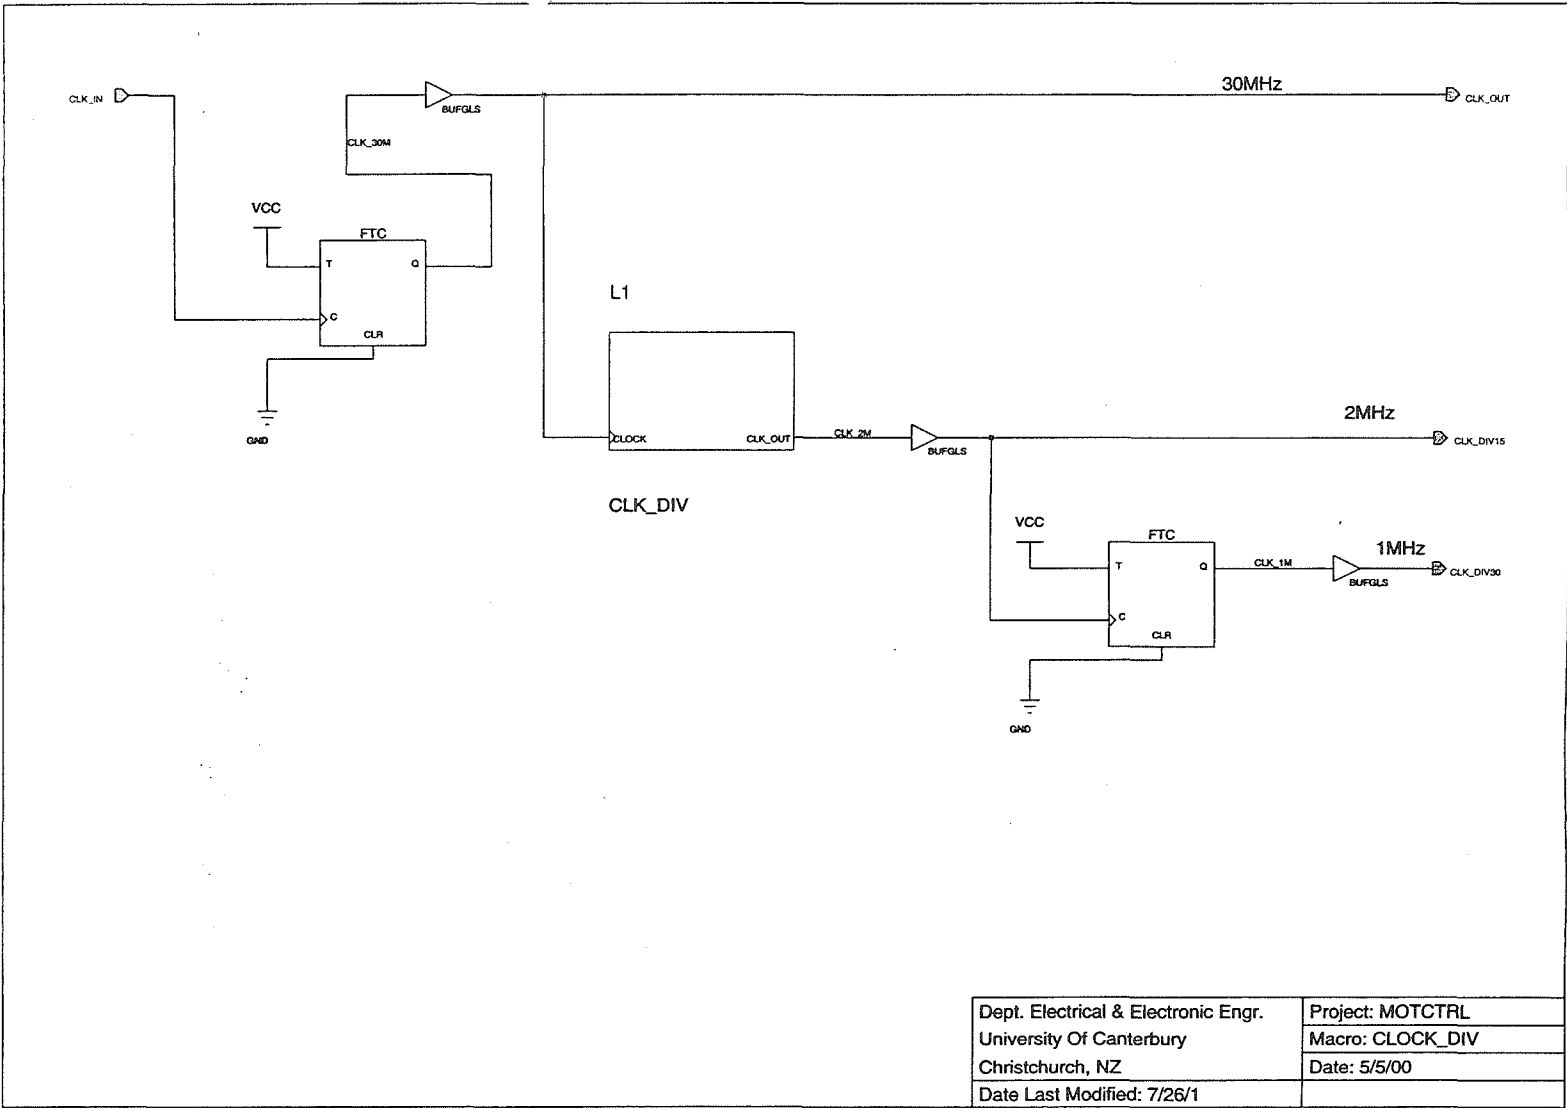 30MHz
CLK_IN
CLK_OUT
BUFGLS
CLK_30M
VCC
FTC
T
Q
C
CLR
GND
L1
CLOCK
CLK_OUT
CLK_DIV
CLK_2M
BUFGLS
2MHz
CLK_DIV15
VCC
FTC
T
Q
C
CLR
GND
CLK_1M
BUFGLS
1MHz
CLK_DIV30
Dept. Electrical & Electronic Engr.
University Of Canterbury
Christchurch, NZ
Date Last Modified: 7/26/1
Project: MOTCTRL
Macro: CLOCK_DIV
Date: 5/5/00